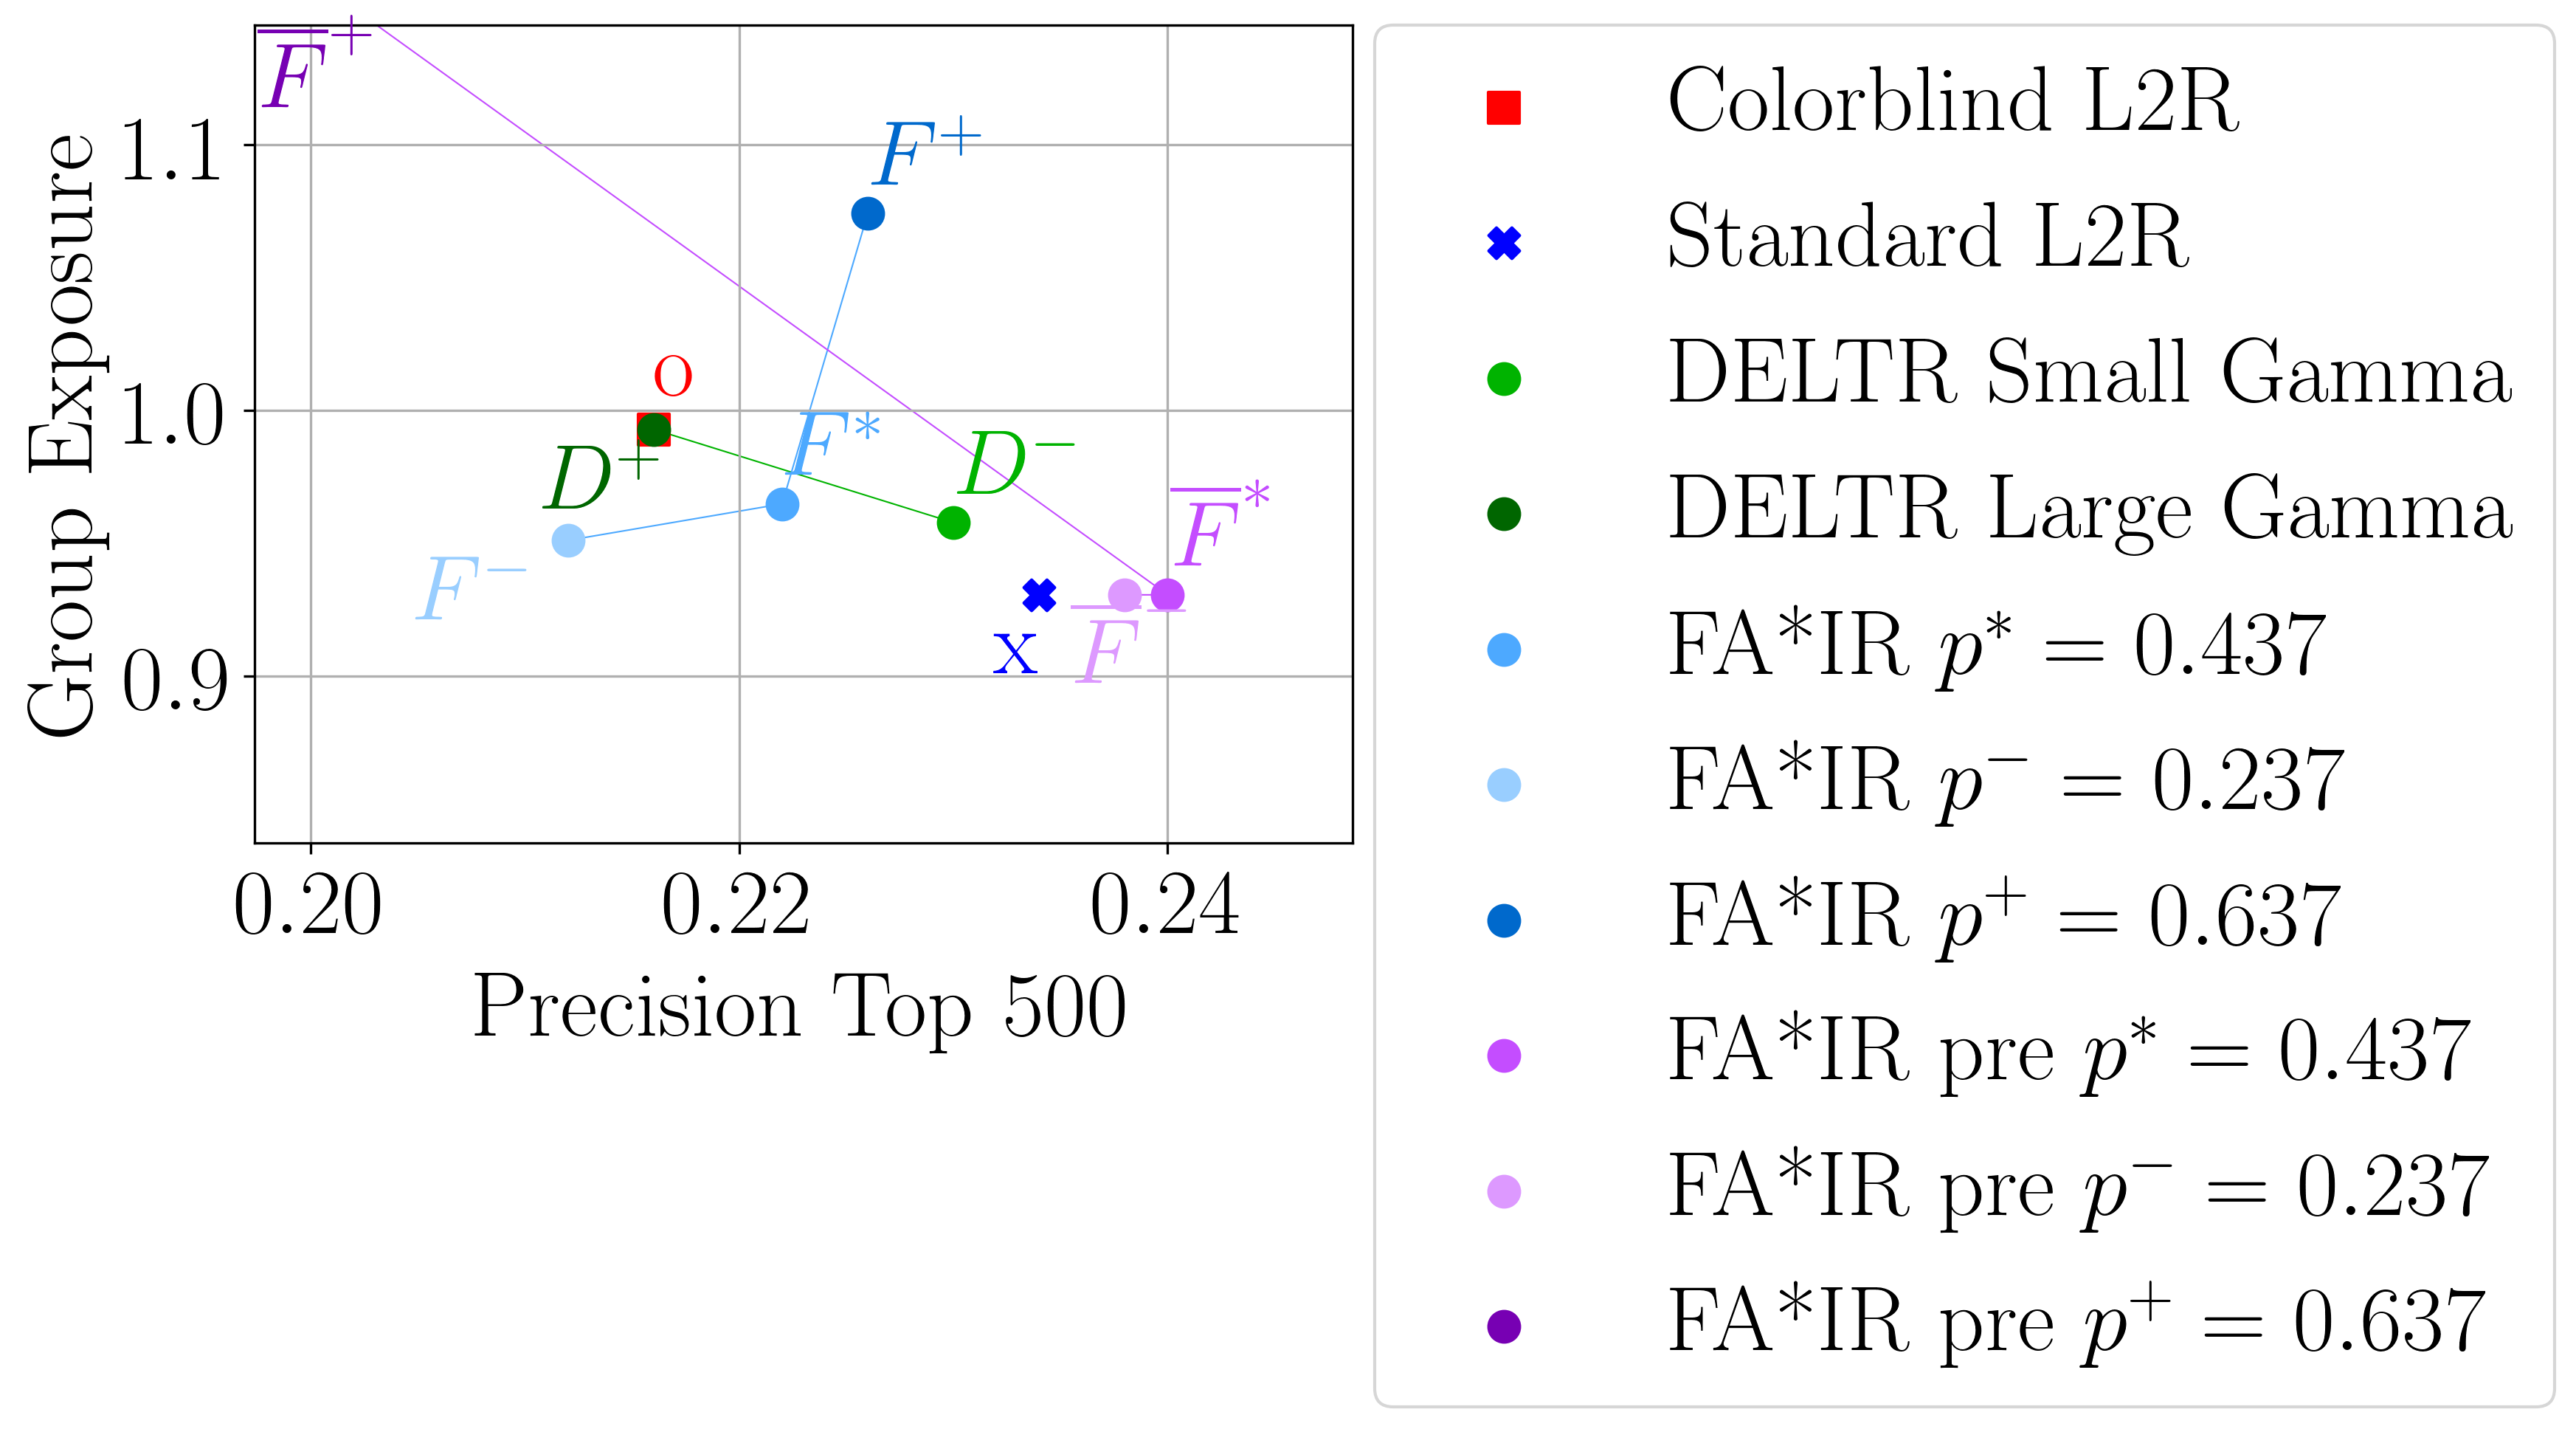 Group Exposure
1.1
1.0
0.9
0.20 0.22 0.24
Precision Top 500
F̅⁺
F⁺
O
F*
D⁺
D⁻
F⁻
F̅*
X
F̅⁻
Colorblind L2R
Standard L2R
DELTR Small Gamma
DELTR Large Gamma
FA*IR p* = 0.437
FA*IR p⁻ = 0.237
FA*IR p⁺ = 0.637
FA*IR pre p* = 0.437
FA*IR pre p⁻ = 0.237
FA*IR pre p⁺ = 0.637